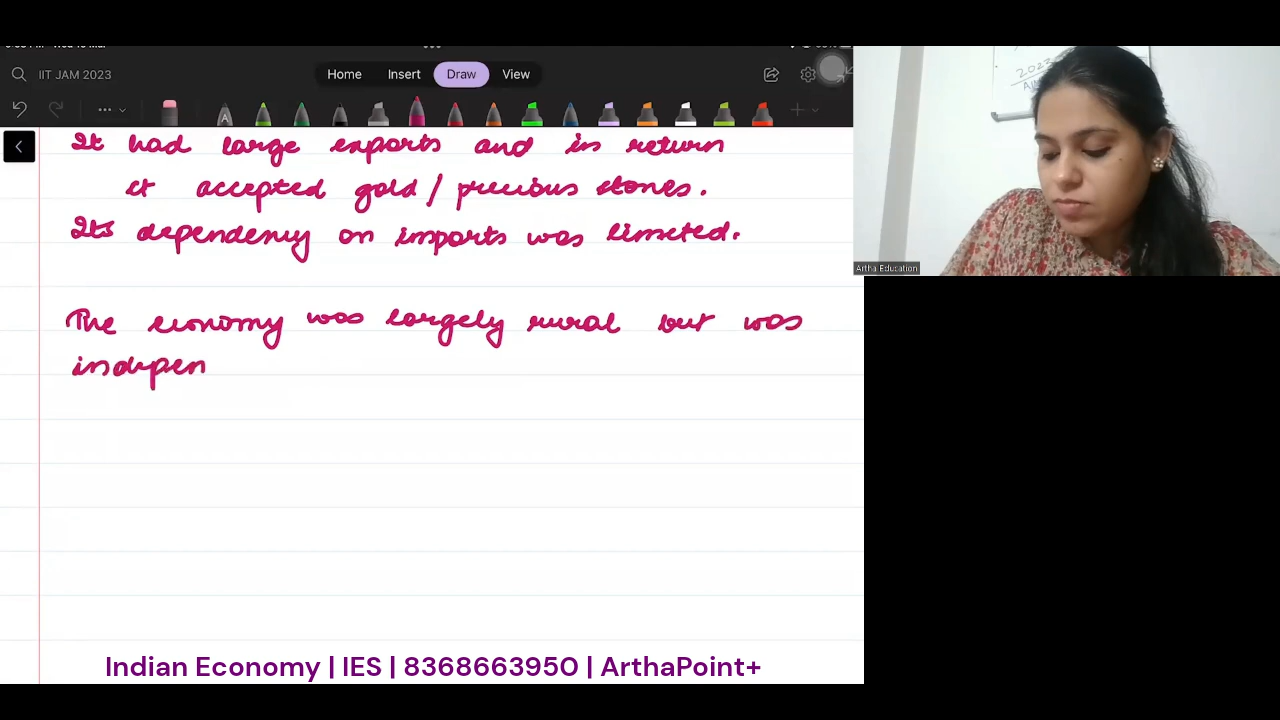 IIT JAM 2023
Home Insert Draw View
It had large exports and in return
it accepted gold / precious stones.
Its dependency on imports was limited.
The economy was largely rural but was
indepen
2023
Artha Education
Indian Economy | IES | 8368663950 | ArthaPoint+